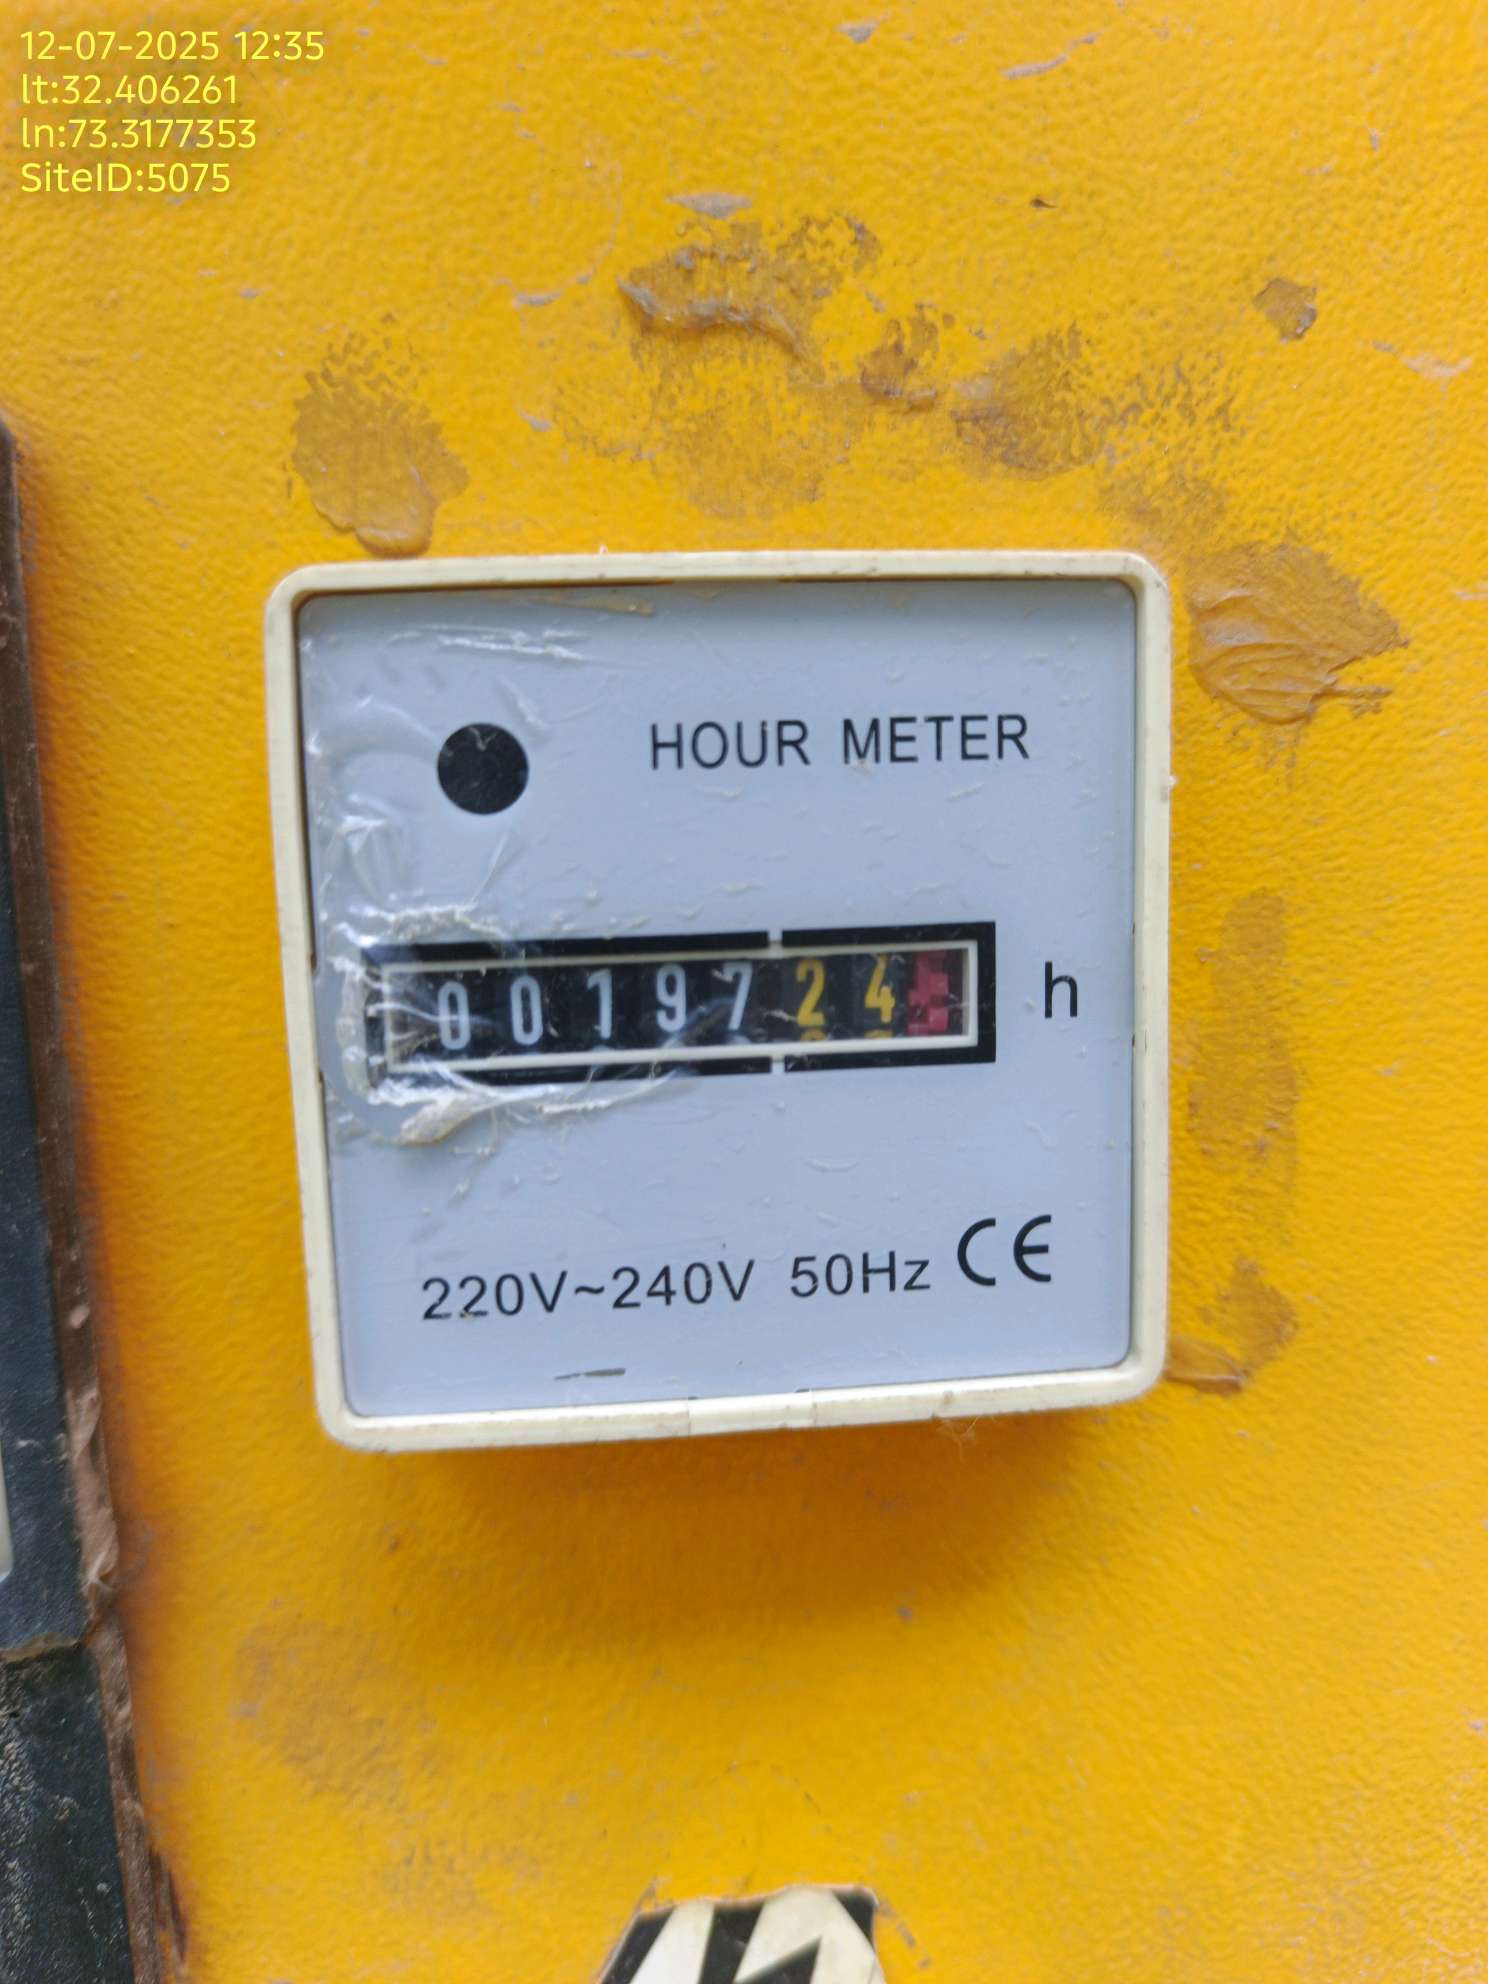 12-07-2025 12:35
lt:32.406261
ln:73.3177353
SiteID:5075
HOUR METER
0019724 h
220V~240V 50Hz CE